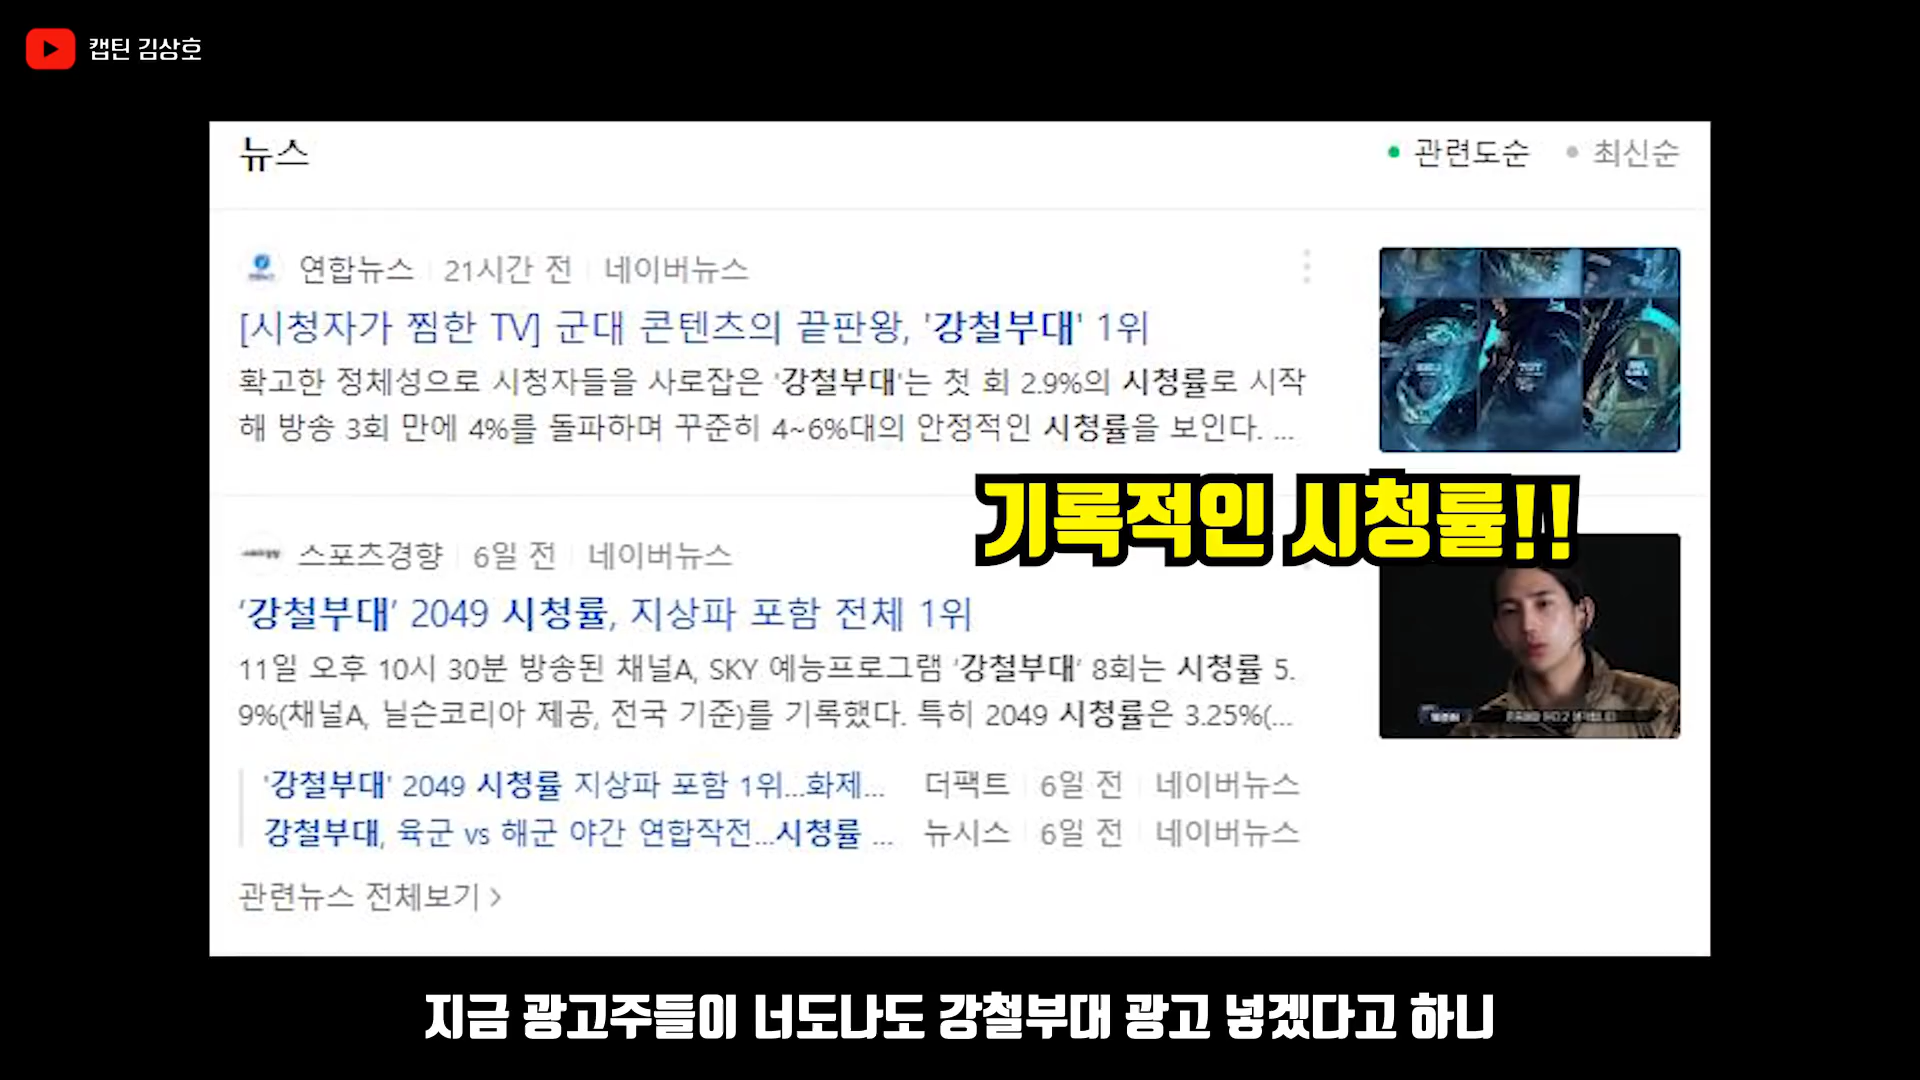 캡틴 김상호
뉴스
관련도순
최신순
연합뉴스 21시간 전 네이버뉴스
[시청자가 찜한 TV] 군대 콘텐츠의 끝판왕, '강철부대' 1위
확고한 정체성으로 시청자들을 사로잡은 '강철부대'는 첫 회 2.9%의 시청률로 시작
해 방송 3회 만에 4%를 돌파하며 꾸준히 4~6%대의 안정적인 시청률을 보인다. ...
기록적인 시청률!!
스포츠경향 6일 전 네이버뉴스
‘강철부대’ 2049 시청률, 지상파 포함 전체 1위
11일 오후 10시 30분 방송된 채널A, SKY 예능프로그램 ‘강철부대’ 8회는 시청률 5.
9%(채널A, 닐슨코리아 제공, 전국 기준)를 기록했다. 특히 2049 시청률은 3.25%(...
'강철부대' 2049 시청률 지상파 포함 1위...화제... 더팩트 6일 전 네이버뉴스
강철부대, 육군 vs 해군 야간 연합작전...시청률 ... 뉴시스 6일 전 네이버뉴스
관련뉴스 전체보기 >
지금 광고주들이 너도나도 강철부대 광고 넣겠다고 하니